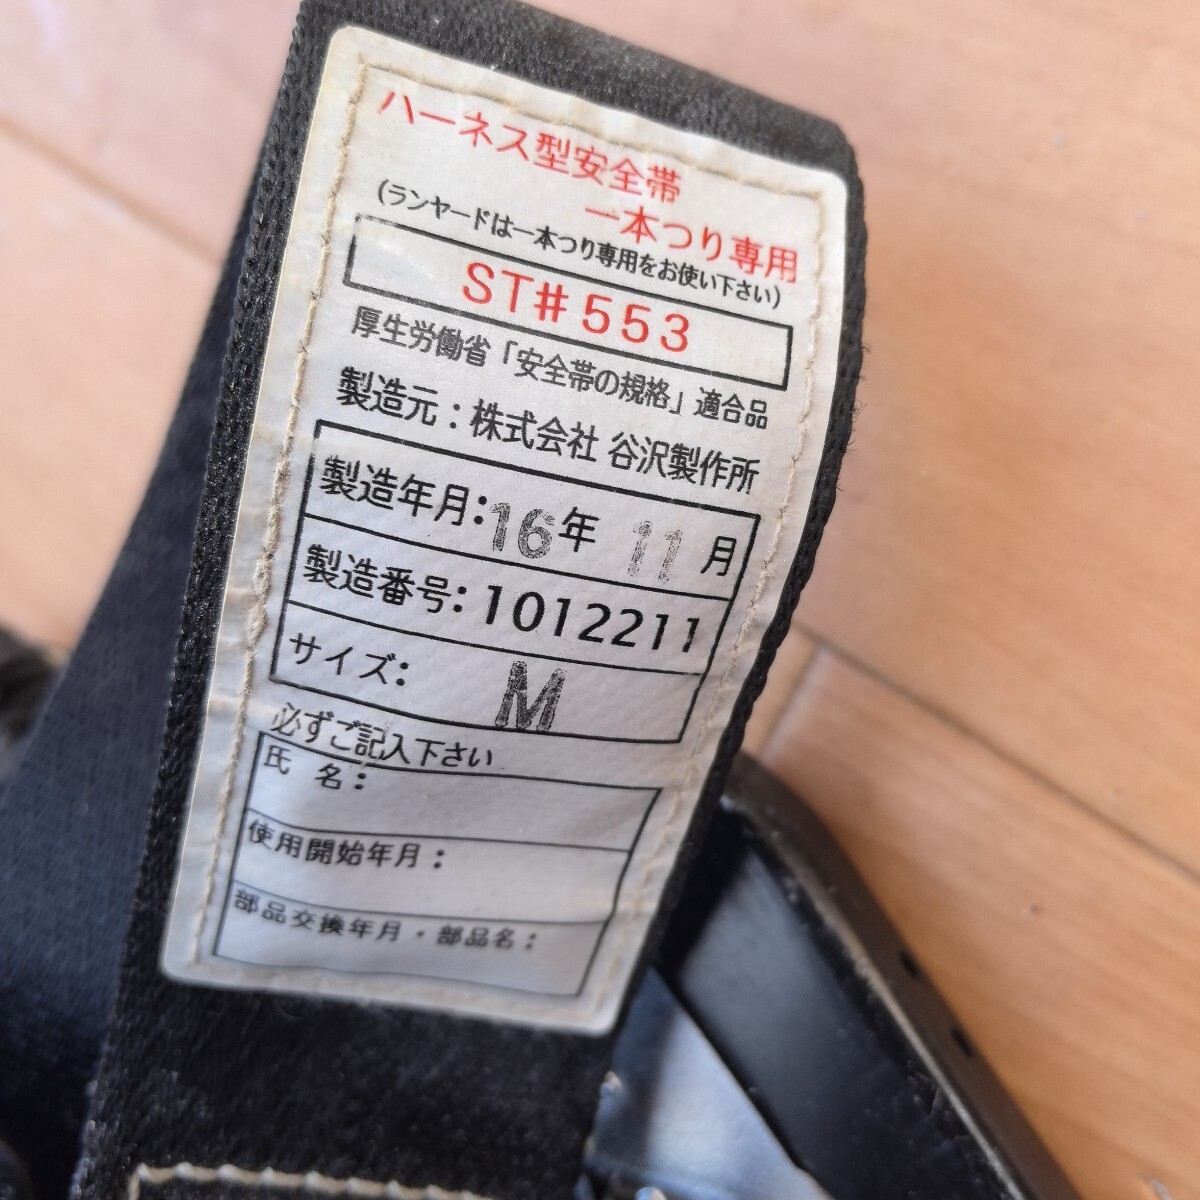 ハーネス型安全帯
一本つり専用
(ランヤードは一本つり専用をお使い下さい)
ST#553
厚生労働省「安全帯の規格」適合品
製造元：株式会社 谷沢製作所
製造年月:16年 11月
製造番号:1012211
サイズ: M
必ずご記入下さい
氏 名：
使用開始年月：
部品交換年月・部品名：